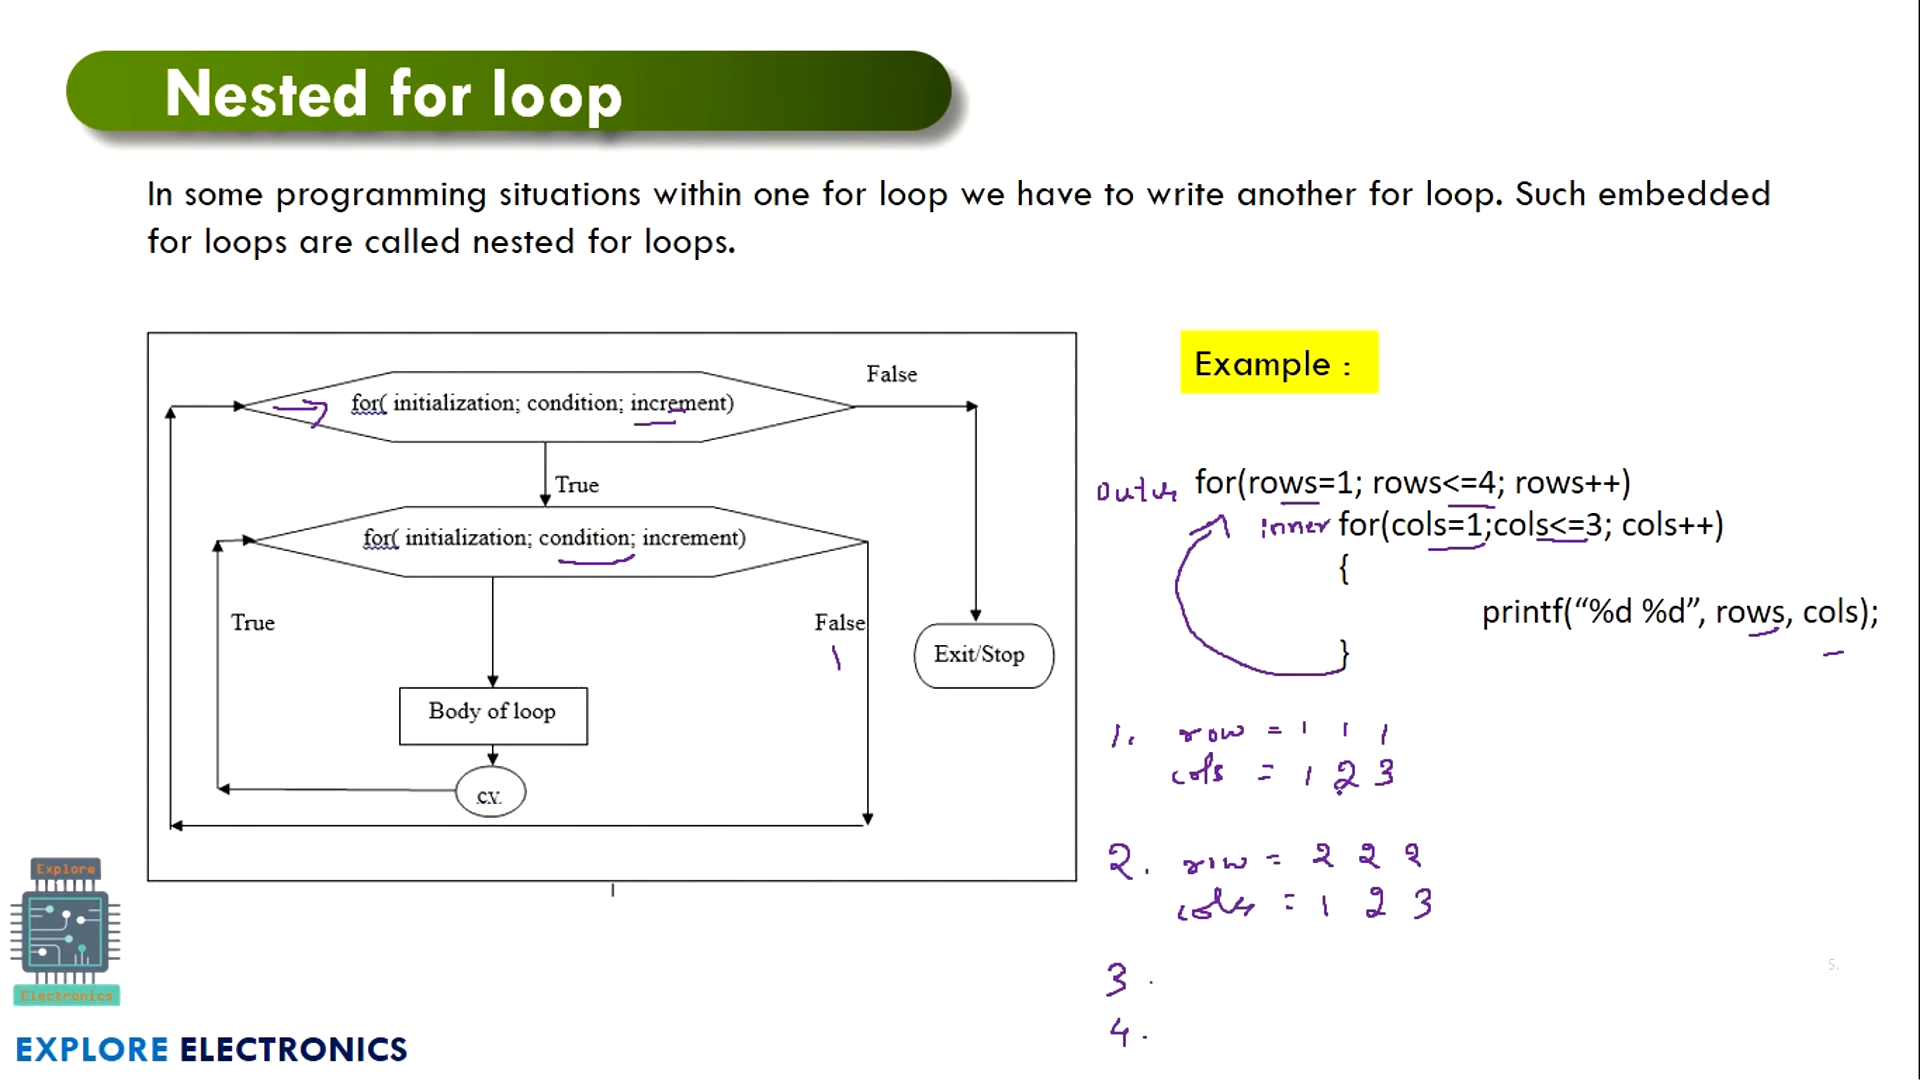 Nested for loop
In some programming situations within one for loop we have to write another for loop. Such embedded
for loops are called nested for loops.
for( initialization; condition; increment)
False
True
for( initialization; condition; increment)
True
False
Exit/Stop
Body of loop
cv.
Example :
outer for(rows=1; rows<=4; rows++)
inner for(cols=1;cols<=3; cols++)
{
printf(“%d %d”, rows, cols);
}
1. row = 1 1 1
cols = 1 2 3
2. row = 2 2 2
cols = 1 2 3
3.
4.
5.
Explore
Electronics
EXPLORE ELECTRONICS